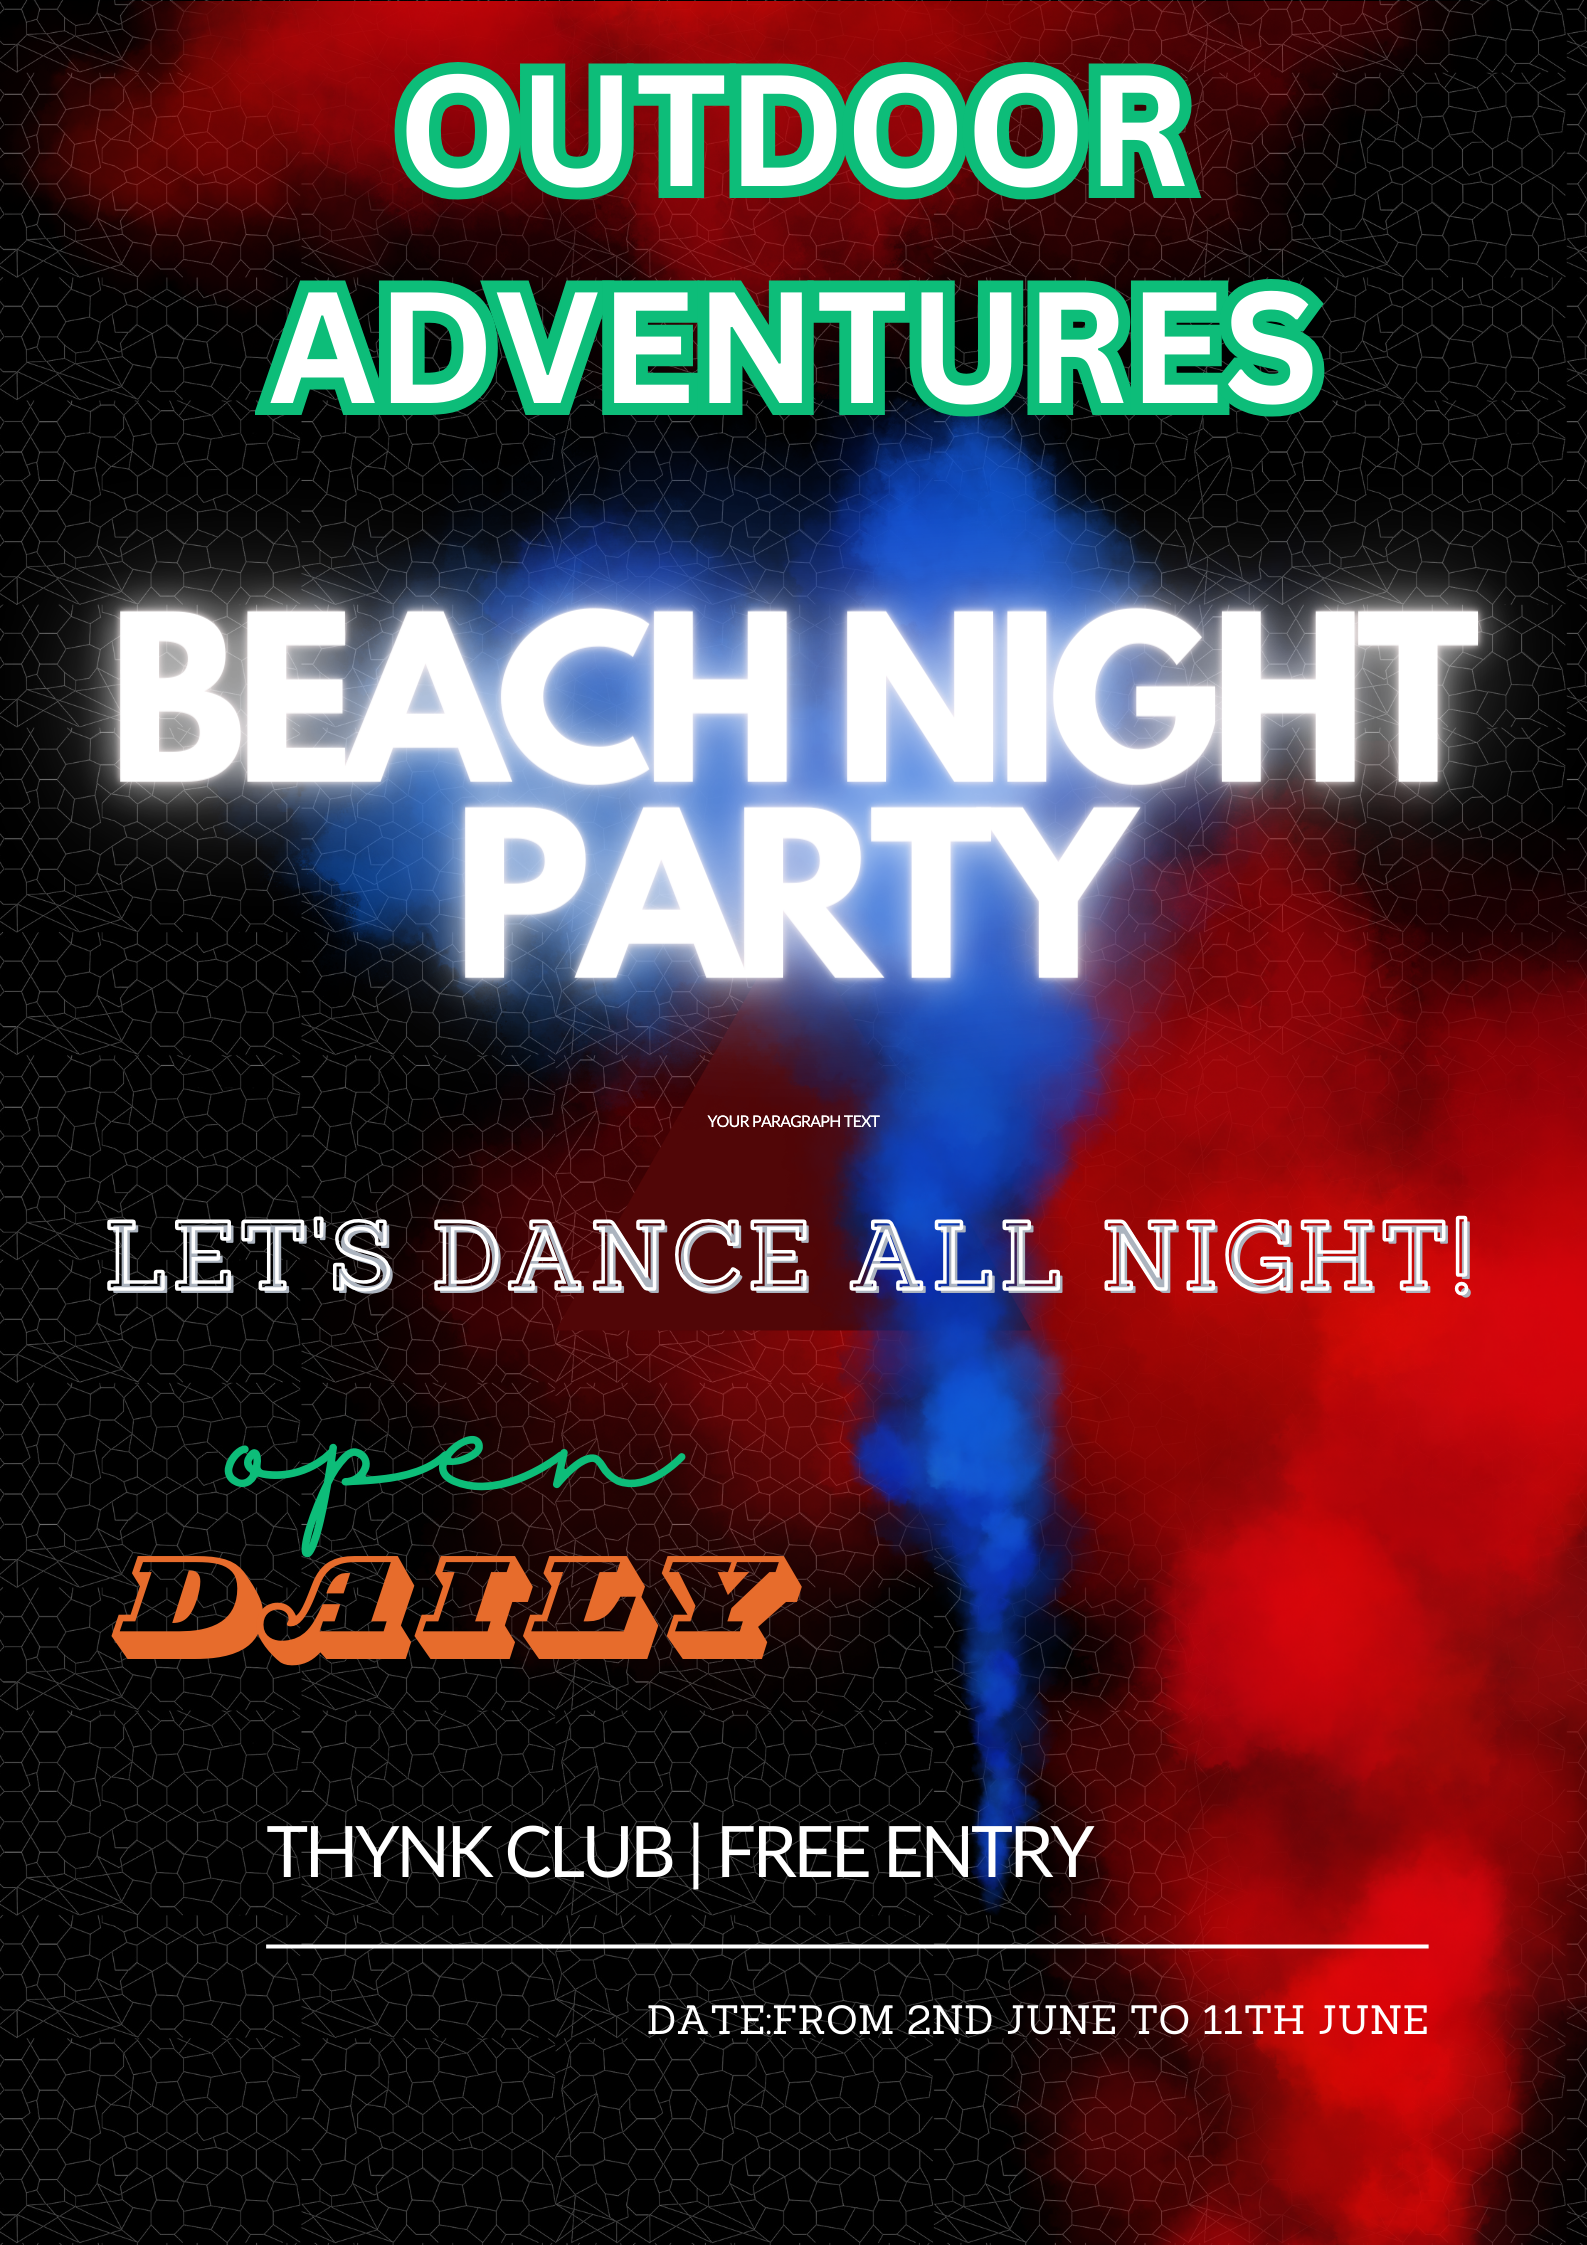 OUTDOOR
ADVENTURES
BEACH NIGHT
PARTY
YOUR PARAGRAPH TEXT
LET'S DANCE ALL NIGHT!
open
DAILY
THYNK CLUB | FREE ENTRY
DATE:FROM 2ND JUNE TO 11TH JUNE